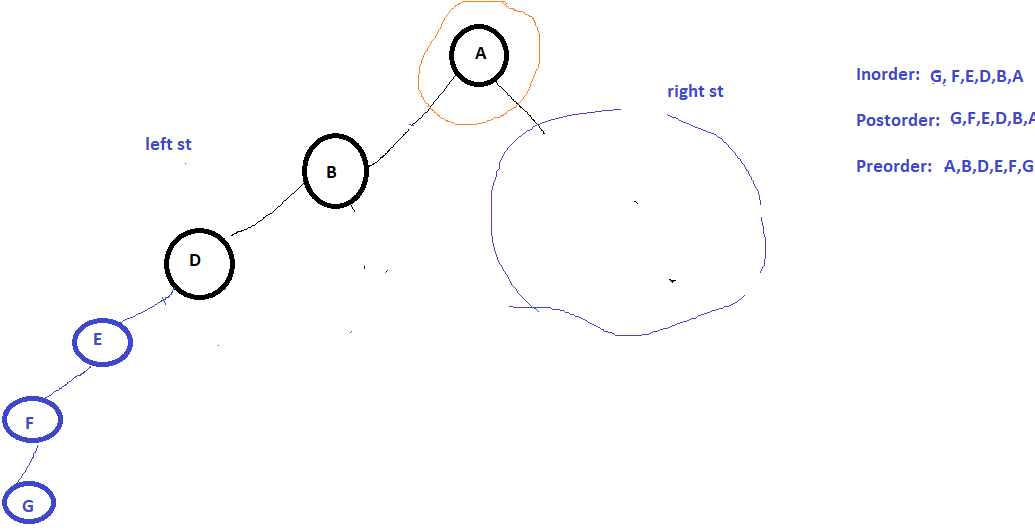 A
right st
Inorder: G, F,E,D,B,A
Postorder: G,F,E,D,B,A
left st
B
Preorder: A,B,D,E,F,G
D
E
F
G